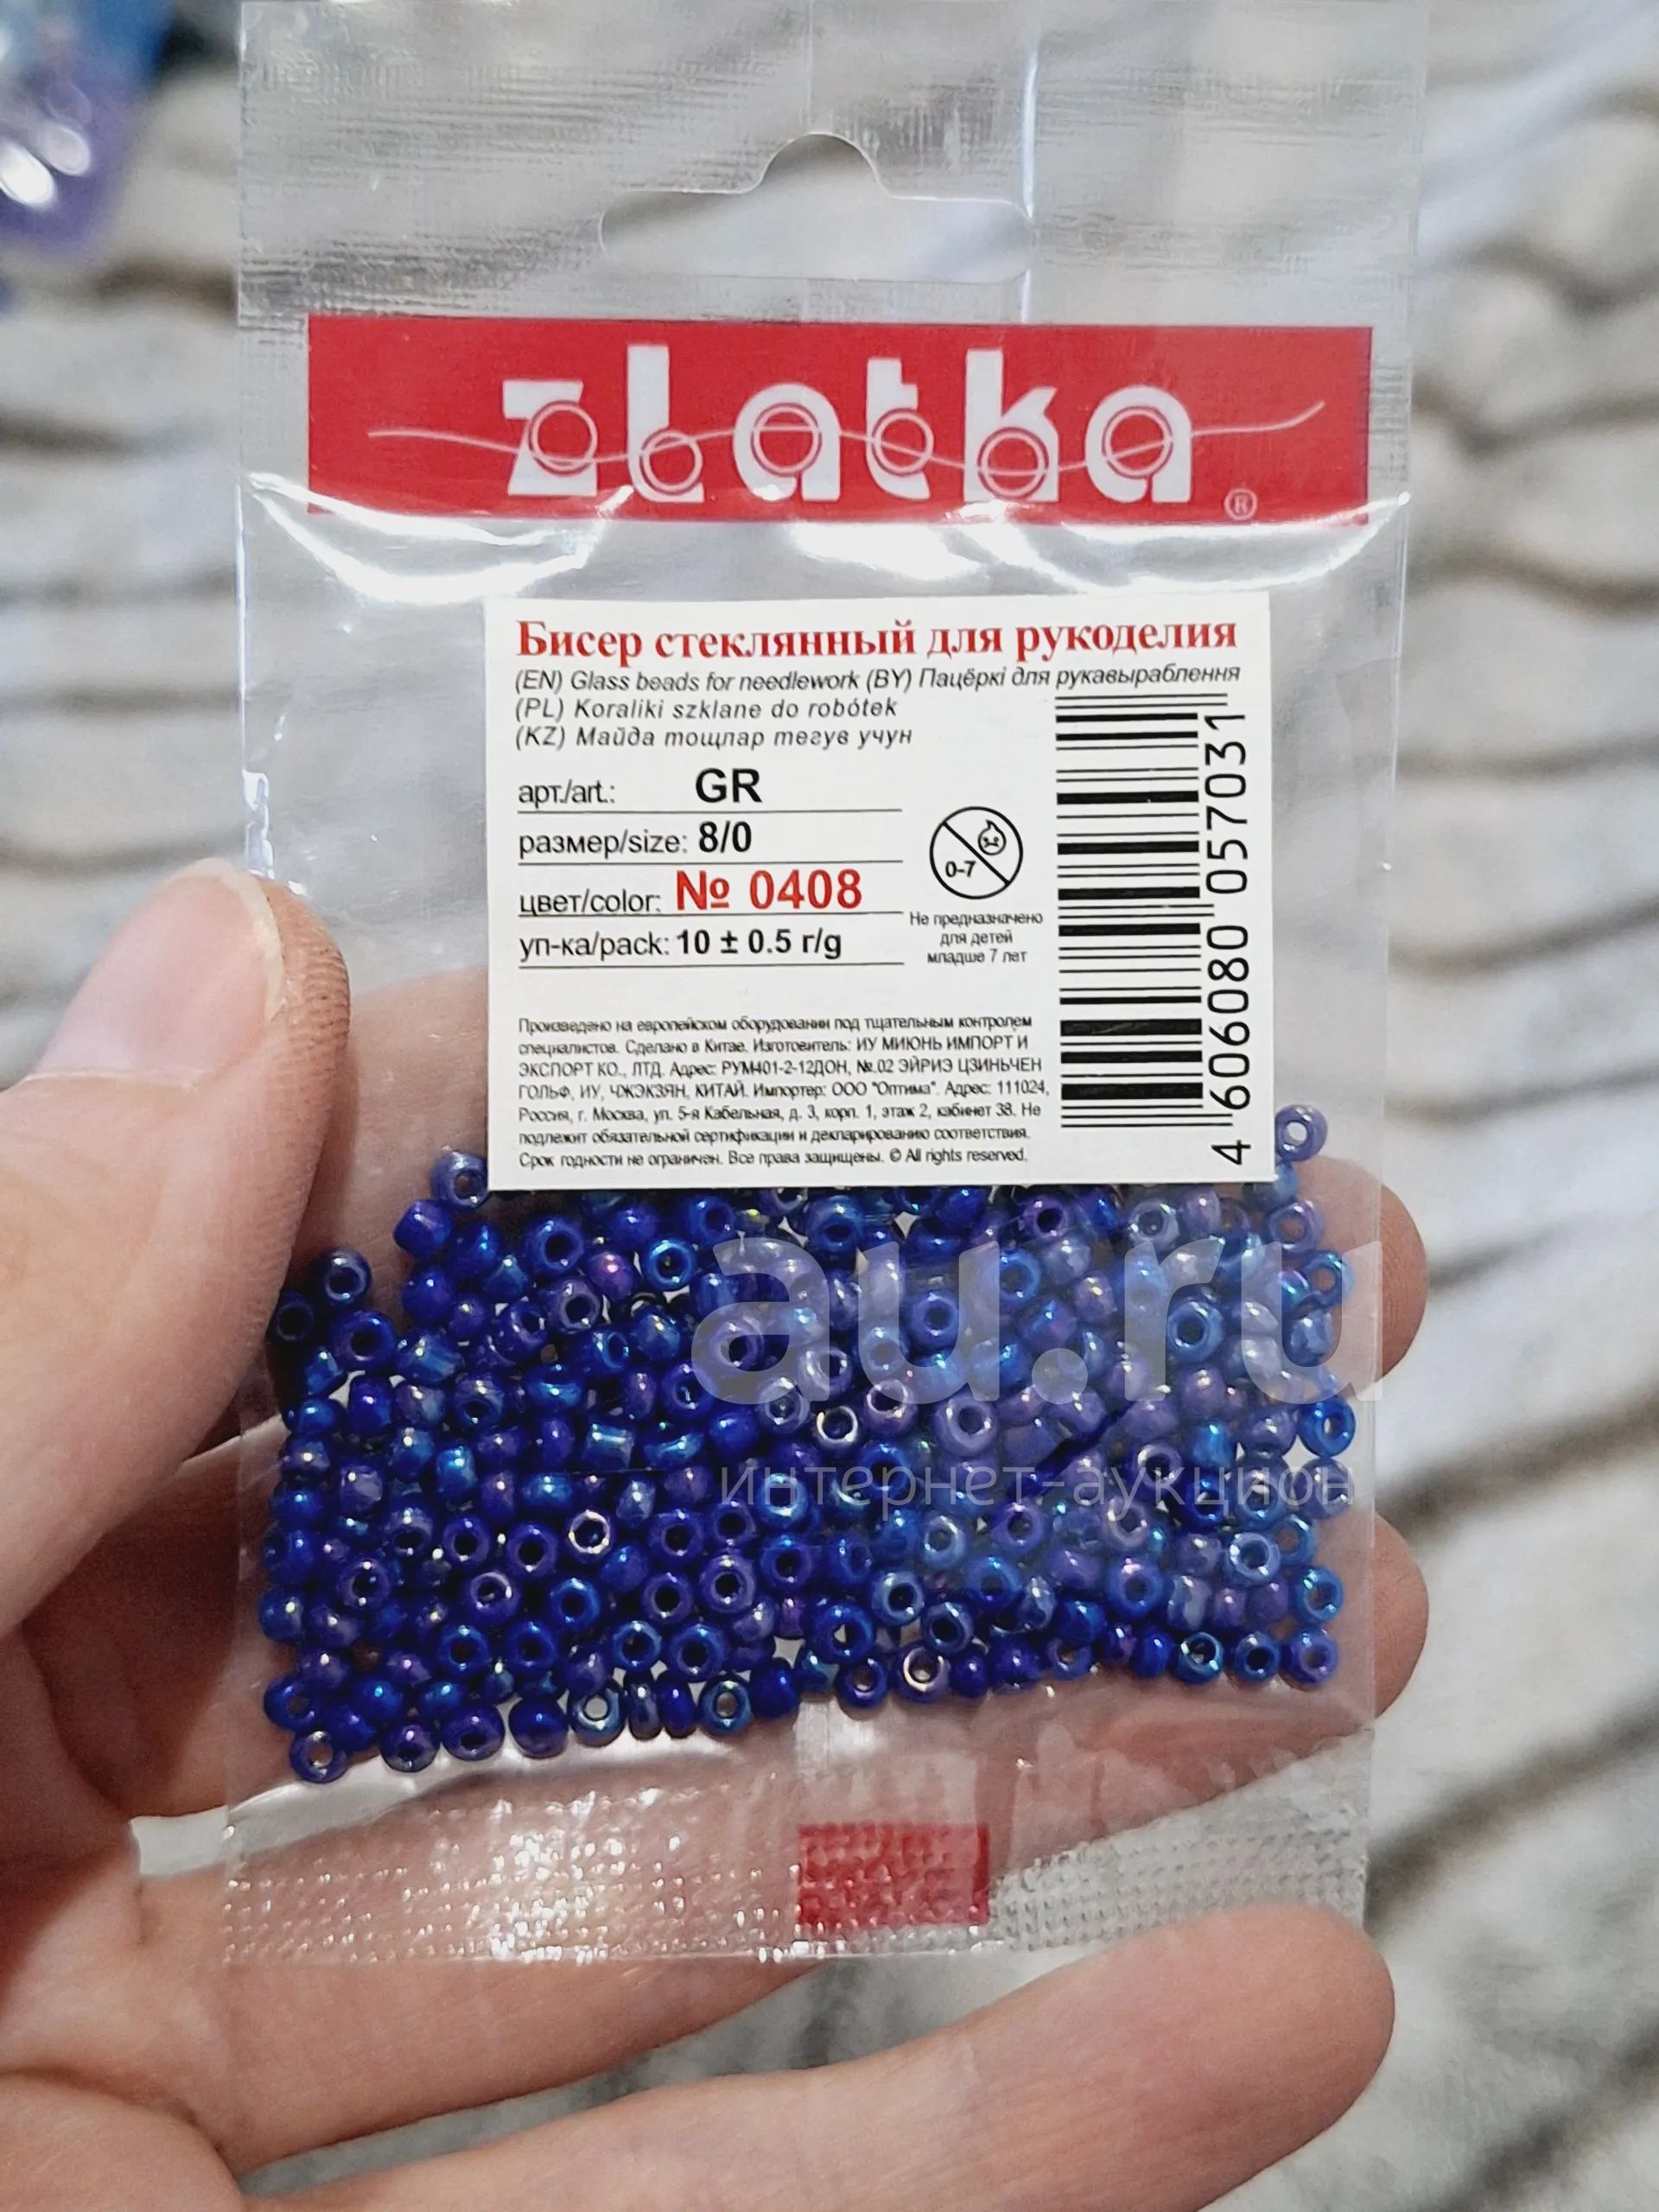 zlatka ®
Бисер стеклянный для рукоделия
(EN) Glass beads for needlework (BY) Пацёркі для рукавыраблення
(PL) Koraliki szklane do robótek
(KZ) Майда тощлар тегув учун
арт./art.: GR
размер/size: 8/0
цвет/color: № 0408
уп-ка/pack: 10 ± 0.5 г/g
0-7
Не предназначено
для детей
младше 7 лет
4 606080 057031
Произведено на европейском оборудовании под тщательным контролем
специалистов. Сделано в Китае. Изготовитель: ИУ МИЮНЬ ИМПОРТ И
ЭКСПОРТ КО., ЛТД. Адрес: РУМ401-2-12ДОН, №.02 ЭЙРИЭ ЦЗИНЬЧЕН
ГОЛЬФ, ИУ, ЧЖЭКЗЯН, КИТАЙ. Импортер: ООО "Оптима". Адрес: 111024,
Россия, г. Москва, ул. 5-я Кабельная, д. 3, корп. 1, этаж 2, кабинет 38. Не
подлежит обязательной сертификации и декларированию соответствия.
Срок годности не ограничен. Все права защищены. © All rights reserved.
au.ru
интернет-аукцион